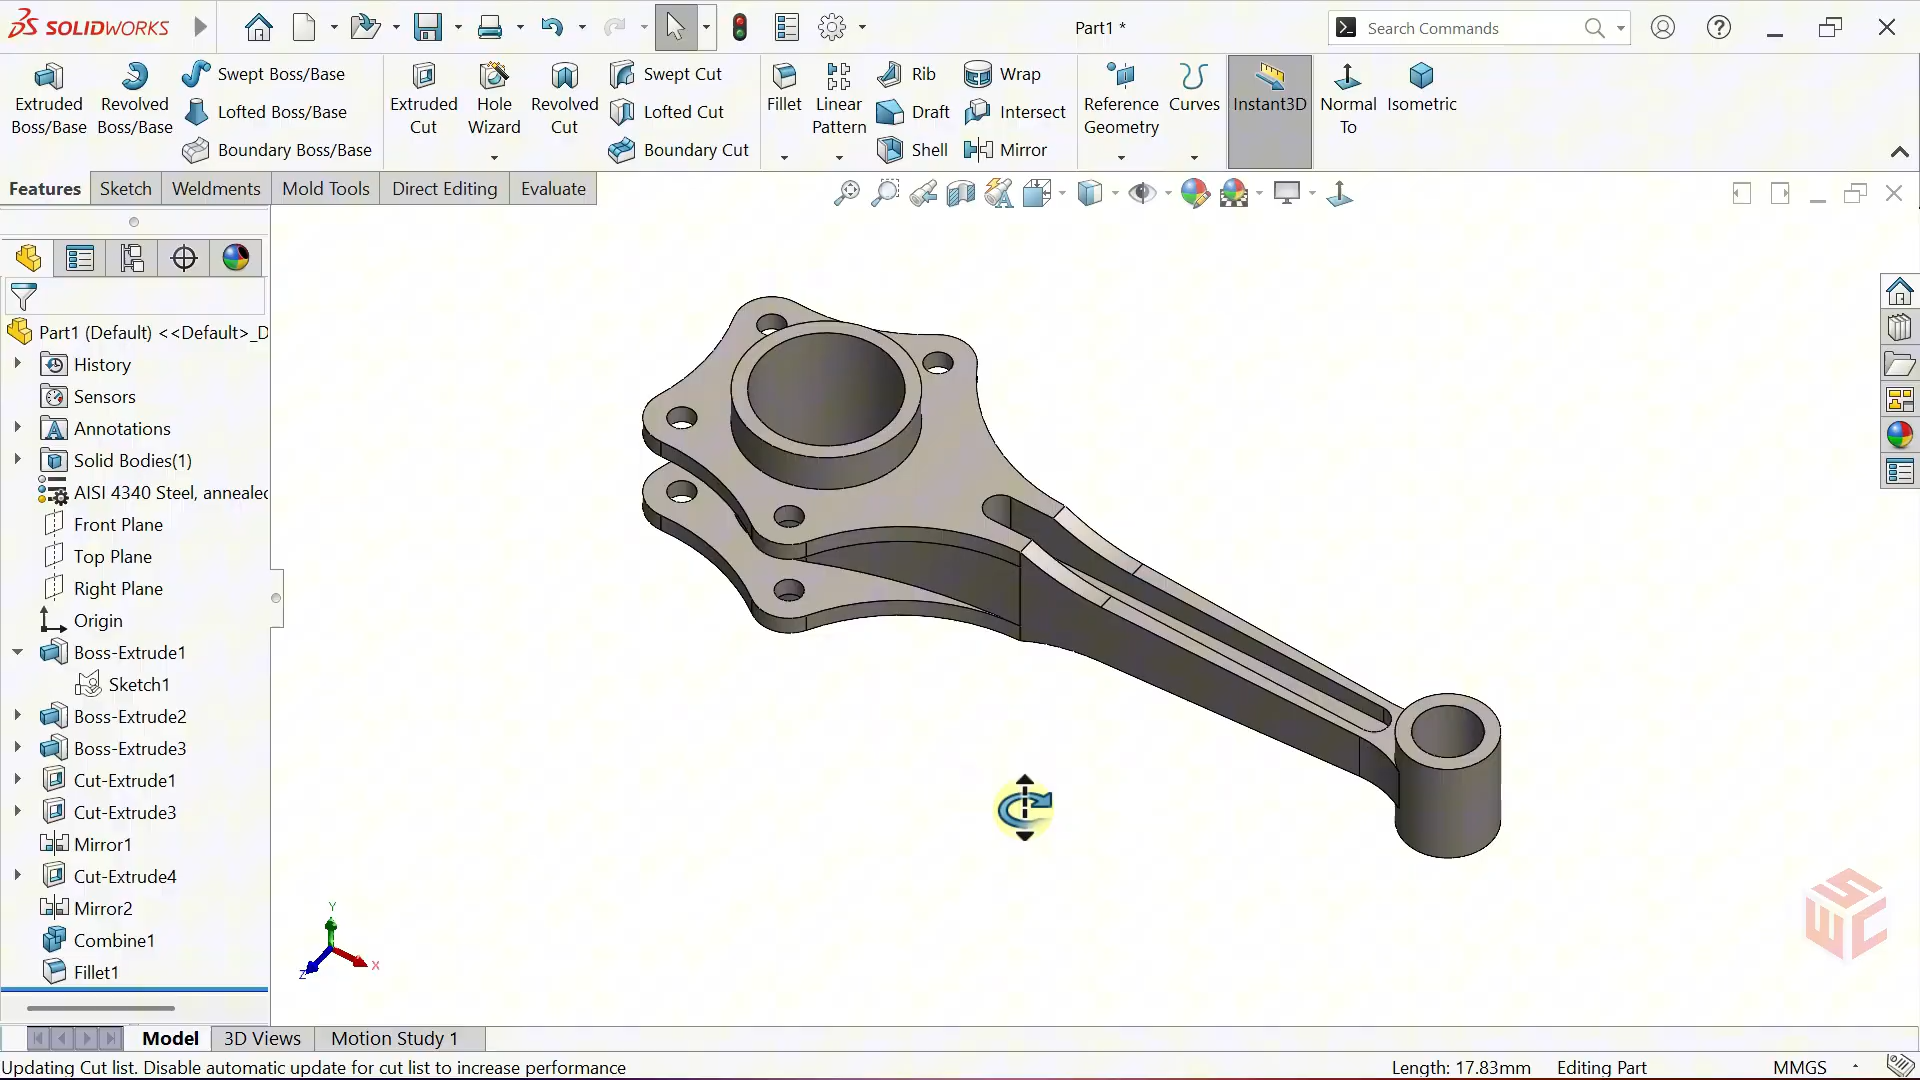 SOLIDWORKS
Part1 *
Search Commands
Extruded Boss/Base
Revolved Boss/Base
Swept Boss/Base
Lofted Boss/Base
Boundary Boss/Base
Extruded Cut
Hole Wizard
Revolved Cut
Swept Cut
Lofted Cut
Boundary Cut
Fillet
Linear Pattern
Rib
Draft
Shell
Wrap
Intersect
Mirror
Reference Geometry
Curves
Instant3D
Normal To
Isometric
Features
Sketch
Weldments
Mold Tools
Direct Editing
Evaluate
Part1 (Default) <<Default>_D
History
Sensors
Annotations
Solid Bodies(1)
AISI 4340 Steel, annealed
Front Plane
Top Plane
Right Plane
Origin
Boss-Extrude1
Sketch1
Boss-Extrude2
Boss-Extrude3
Cut-Extrude1
Cut-Extrude3
Mirror1
Cut-Extrude4
Mirror2
Combine1
Fillet1
Y
X
Z
SWC
Model
3D Views
Motion Study 1
Updating Cut list. Disable automatic update for cut list to increase performance
Length: 17.83mm
Editing Part
MMGS